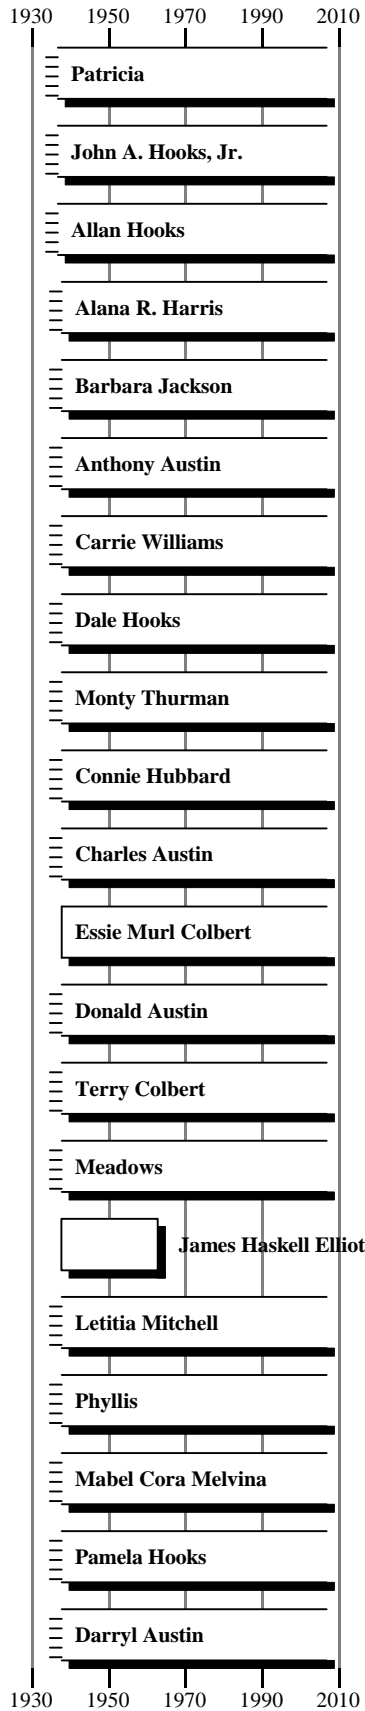 1930 1950 1970 1990 2010
Patricia
John A. Hooks, Jr.
Allan Hooks
Alana R. Harris
Barbara Jackson
Anthony Austin
Carrie Williams
Dale Hooks
Monty Thurman
Connie Hubbard
Charles Austin
Essie Murl Colbert
Donald Austin
Terry Colbert
Meadows
James Haskell Elliot
Letitia Mitchell
Phyllis
Mabel Cora Melvina
Pamela Hooks
Darryl Austin
1930 1950 1970 1990 2010